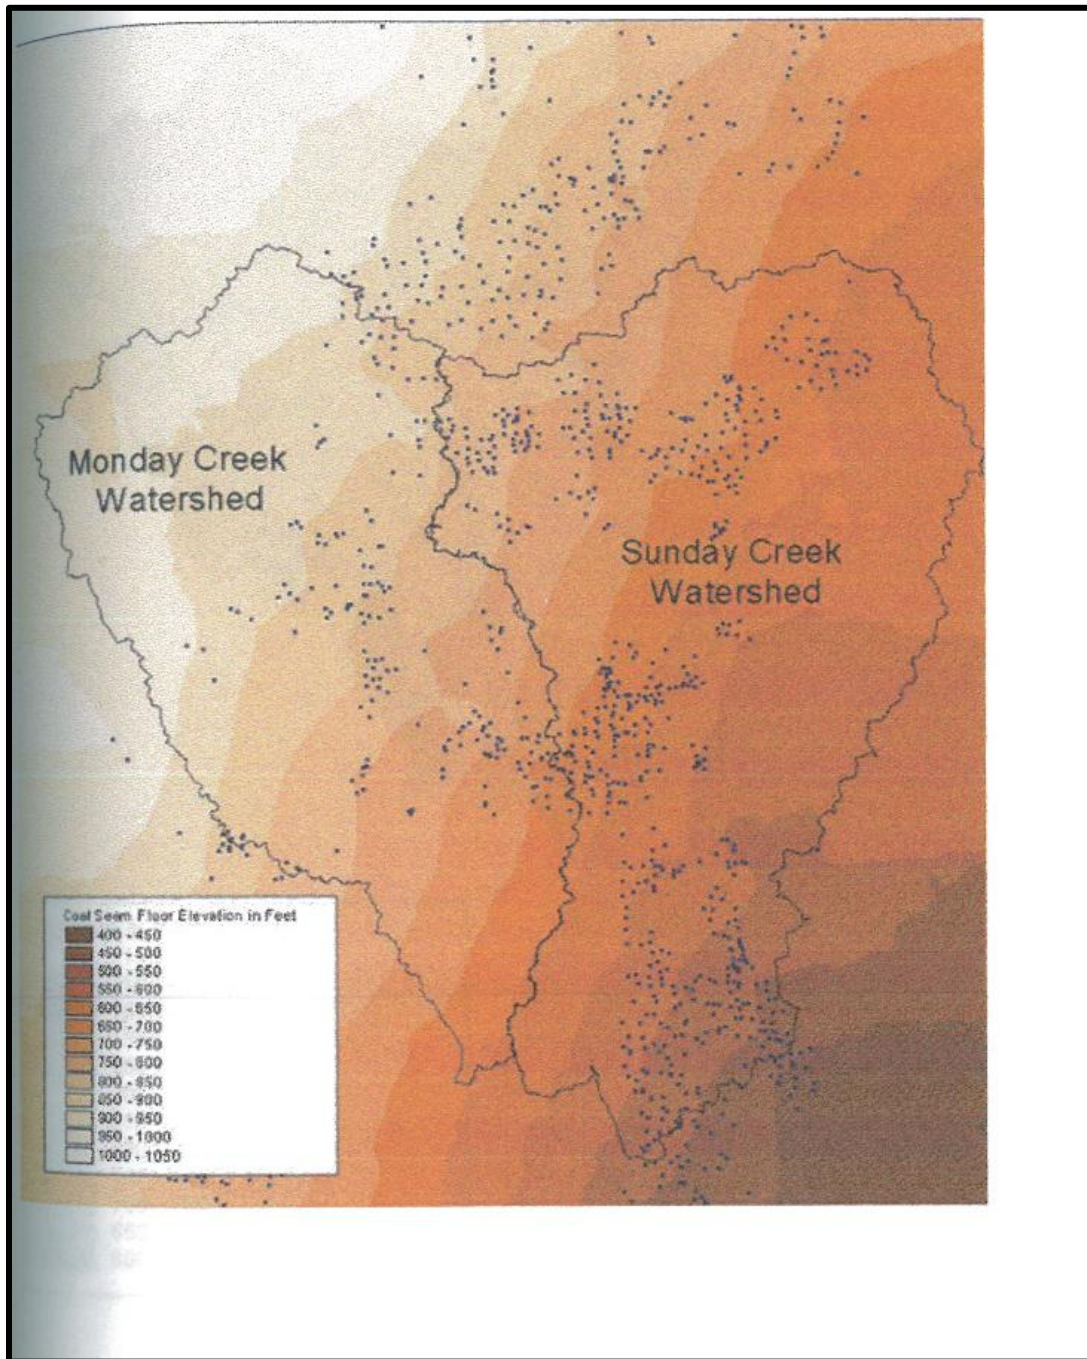 Monday Creek
Watershed
Sunday Creek
Watershed
Coal Seam Floor Elevation in Feet
400 - 450
450 - 500
500 - 550
550 - 600
600 - 650
650 - 700
700 - 750
750 - 800
800 - 850
850 - 900
900 - 950
950 - 1000
1000 - 1050